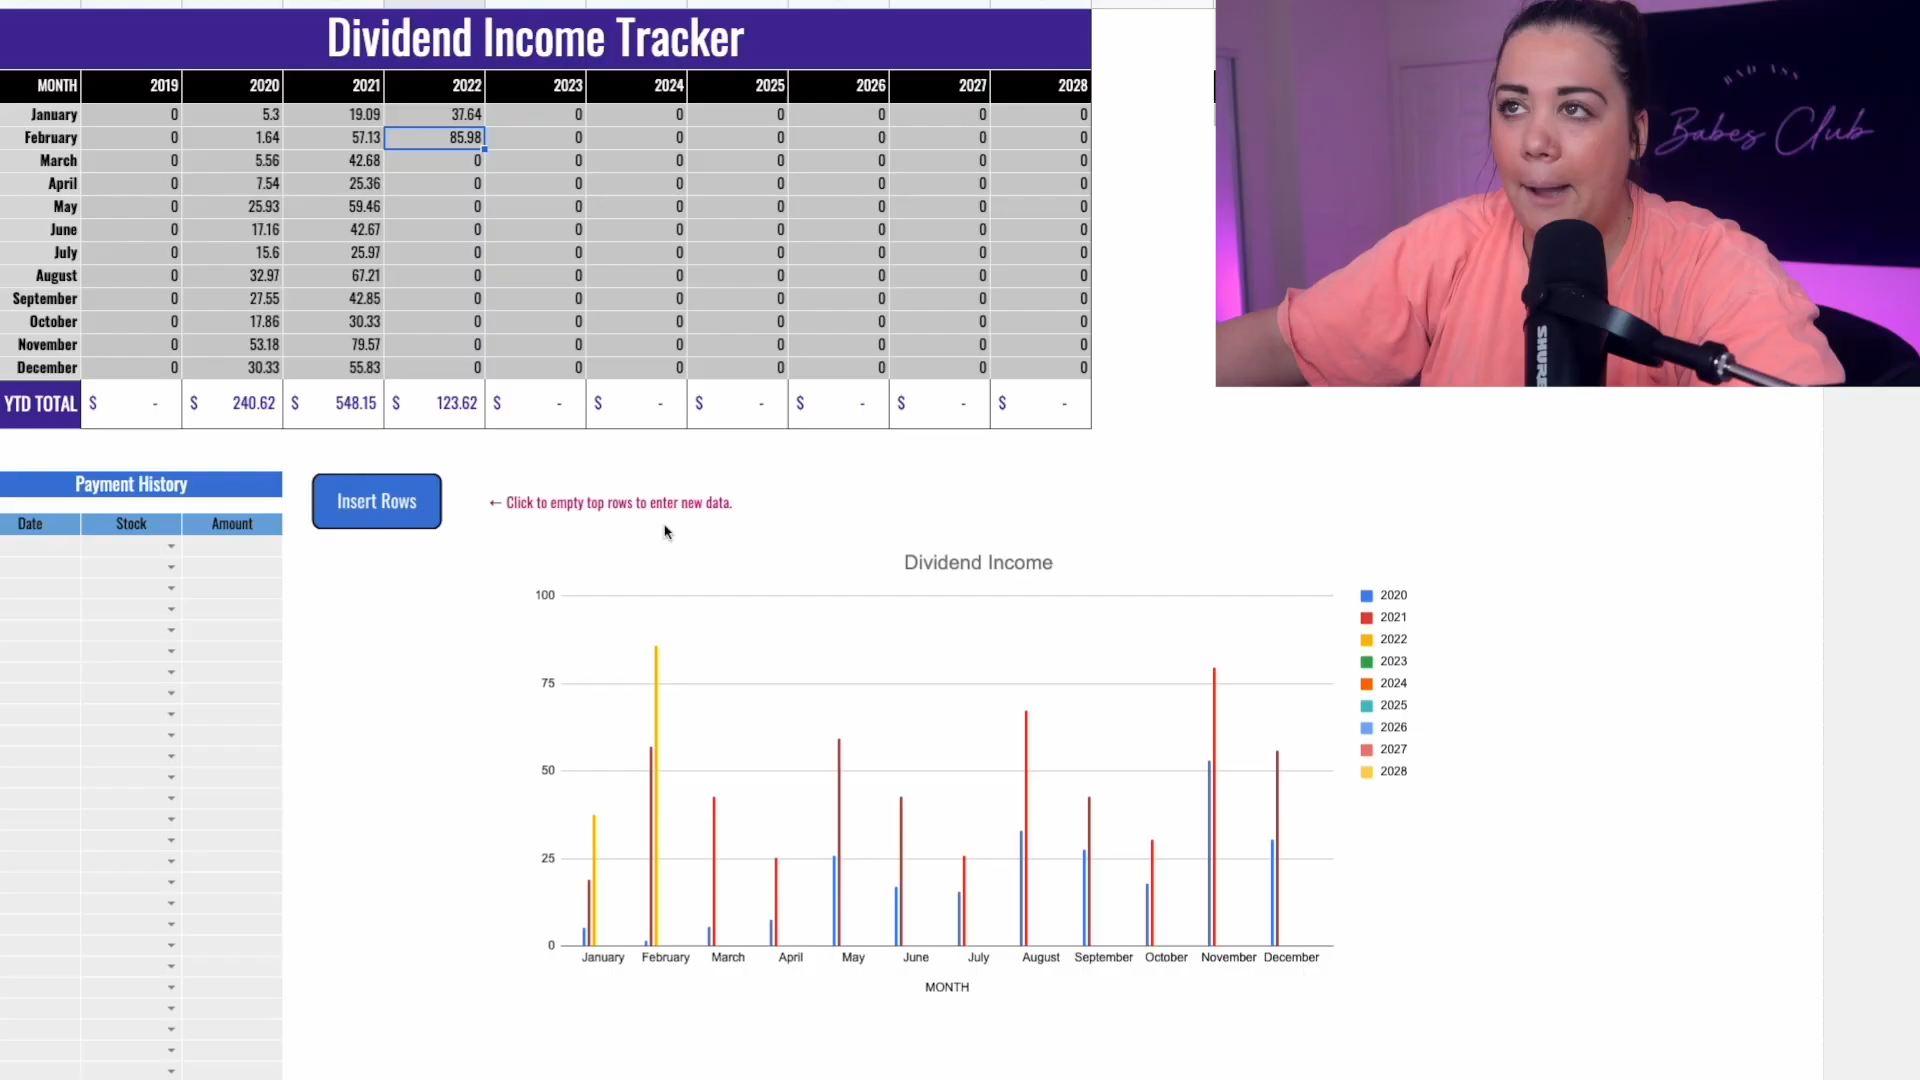 Dividend Income Tracker
MONTH 2019 2020 2021 2022 2023 2024 2025 2026 2027 2028
January 0 5.3 19.09 37.64 0 0 0 0 0 0
February 0 1.64 57.13 85.98 0 0 0 0 0 0
March 0 5.56 42.68 0 0 0 0 0 0 0
April 0 7.54 25.36 0 0 0 0 0 0 0
May 0 25.93 59.46 0 0 0 0 0 0 0
June 0 17.16 42.67 0 0 0 0 0 0 0
July 0 15.6 25.97 0 0 0 0 0 0 0
August 0 32.97 67.21 0 0 0 0 0 0 0
September 0 27.55 42.85 0 0 0 0 0 0 0
October 0 17.86 30.33 0 0 0 0 0 0 0
November 0 53.18 79.57 0 0 0 0 0 0 0
December 0 30.33 55.83 0 0 0 0 0 0 0
YTD TOTAL $ - $ 240.62 $ 548.15 $ 123.62 $ - $ - $ - $ - $ - $ -
BAD ASS
Babes Club
SHURE
Payment History
Date Stock Amount
Insert Rows
← Click to empty top rows to enter new data.
Dividend Income
100
75
50
25
0
January February March April May June July August September October November December
MONTH
2020
2021
2022
2023
2024
2025
2026
2027
2028